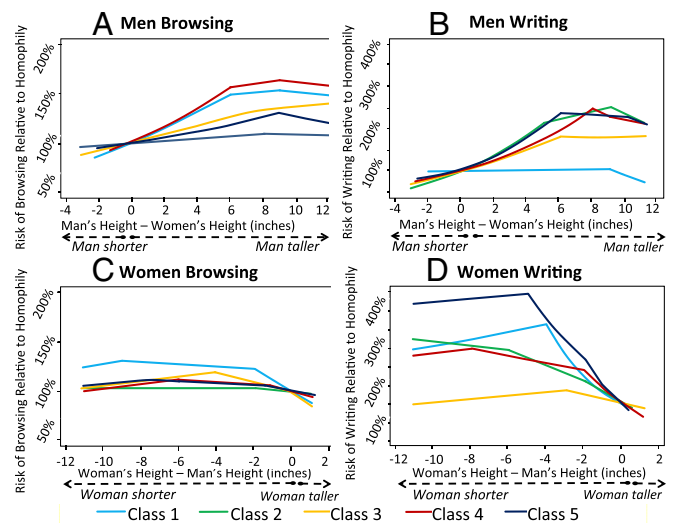 A Men Browsing
Risk of Browsing Relative to Homophily
200%
150%
100%
50%
-4 -2 0 2 4 6 8 10 12
Man's Height – Women's Height (inches)
Man shorter Man taller
B Men Writing
Risk of Writing Relative to Homophily
400%
300%
200%
100%
-4 -2 0 2 4 6 8 10 12
Man's Height – Woman's Height (inches)
Man shorter Man taller
C Women Browsing
Risk of Browsing Relative to Homophily
200%
150%
100%
50%
-12 -10 -8 -6 -4 -2 0 2
Woman's Height – Man's Height (inches)
Woman shorter Woman taller
D Women Writing
Risk of Writing Relative to Homophily
400%
300%
200%
100%
-12 -10 -8 -6 -4 -2 0 2
Woman's Height – Man's Height (inches)
Woman shorter Woman taller
Class 1 Class 2 Class 3 Class 4 Class 5